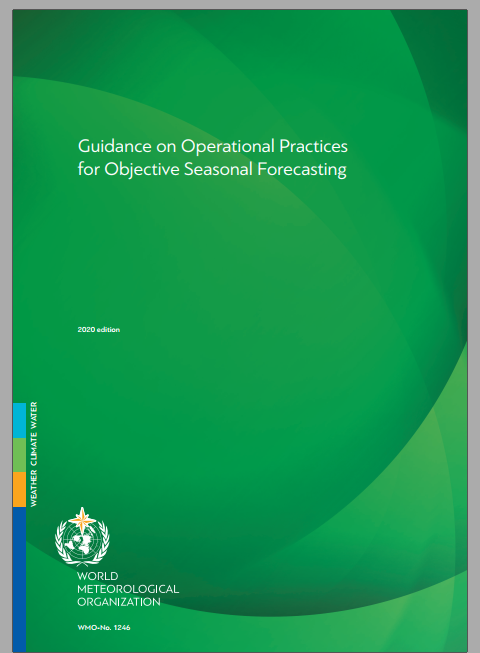 Guidance on Operational Practices
for Objective Seasonal Forecasting
2020 edition
WEATHER CLIMATE WATER
WORLD
METEOROLOGICAL
ORGANIZATION
WMO-No. 1246